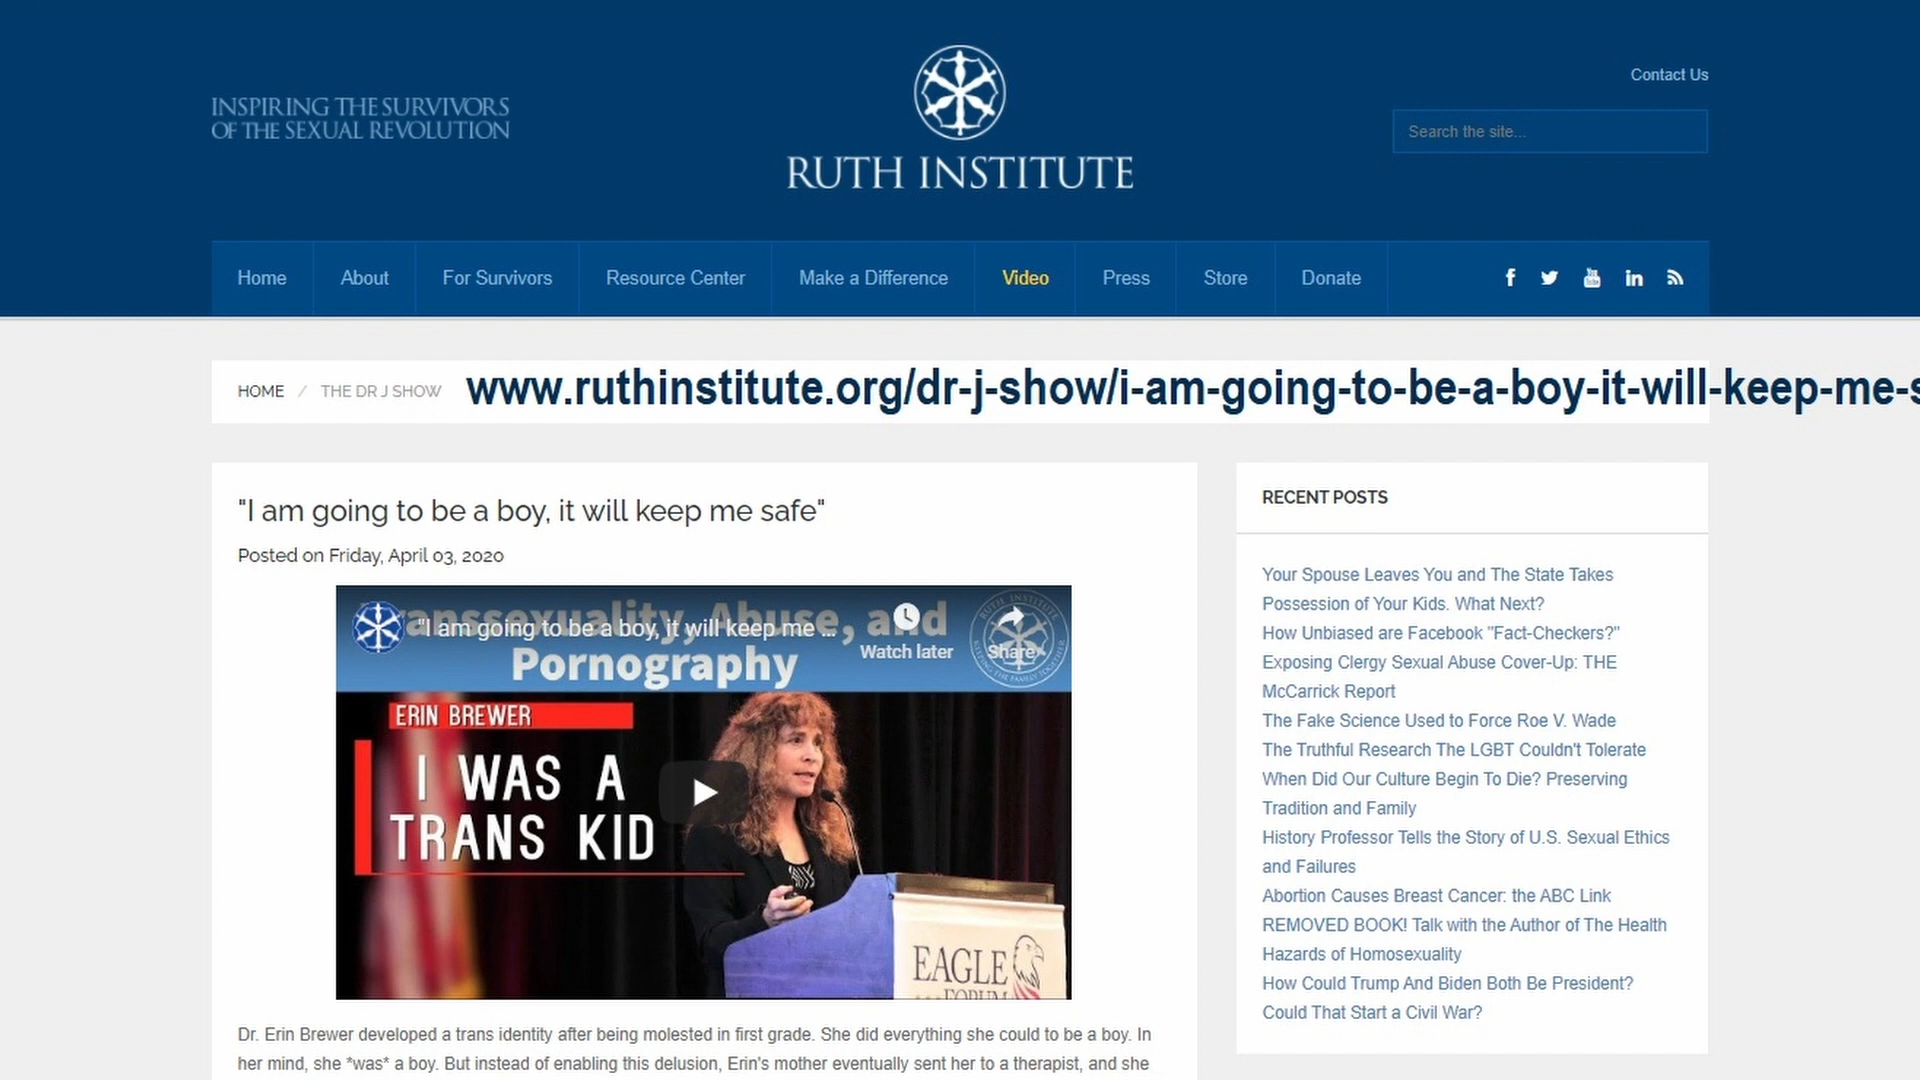 Contact Us
INSPIRING THE SURVIVORS
OF THE SEXUAL REVOLUTION
Search the site...
RUTH INSTITUTE
Home
About
For Survivors
Resource Center
Make a Difference
Video
Press
Store
Donate
HOME / THE DR J SHOW
www.ruthinstitute.org/dr-j-show/i-am-going-to-be-a-boy-it-will-keep-me-s
"I am going to be a boy, it will keep me safe"
Posted on Friday, April 03, 2020
anssexuality, Abuse, and
Pornography
"I am going to be a boy, it will keep me ...
Watch later
Share
RUTH INSTITUTE
KEEPING THE FAMILY TOGETHER
ERIN BREWER
I WAS A
TRANS KID
EAGLE
FORUM
Dr. Erin Brewer developed a trans identity after being molested in first grade. She did everything she could to be a boy. In
her mind, she *was* a boy. But instead of enabling this delusion, Erin's mother eventually sent her to a therapist, and she
RECENT POSTS
Your Spouse Leaves You and The State Takes
Possession of Your Kids. What Next?
How Unbiased are Facebook "Fact-Checkers?"
Exposing Clergy Sexual Abuse Cover-Up: THE
McCarrick Report
The Fake Science Used to Force Roe V. Wade
The Truthful Research The LGBT Couldn't Tolerate
When Did Our Culture Begin To Die? Preserving
Tradition and Family
History Professor Tells the Story of U.S. Sexual Ethics
and Failures
Abortion Causes Breast Cancer: the ABC Link
REMOVED BOOK! Talk with the Author of The Health
Hazards of Homosexuality
How Could Trump And Biden Both Be President?
Could That Start a Civil War?